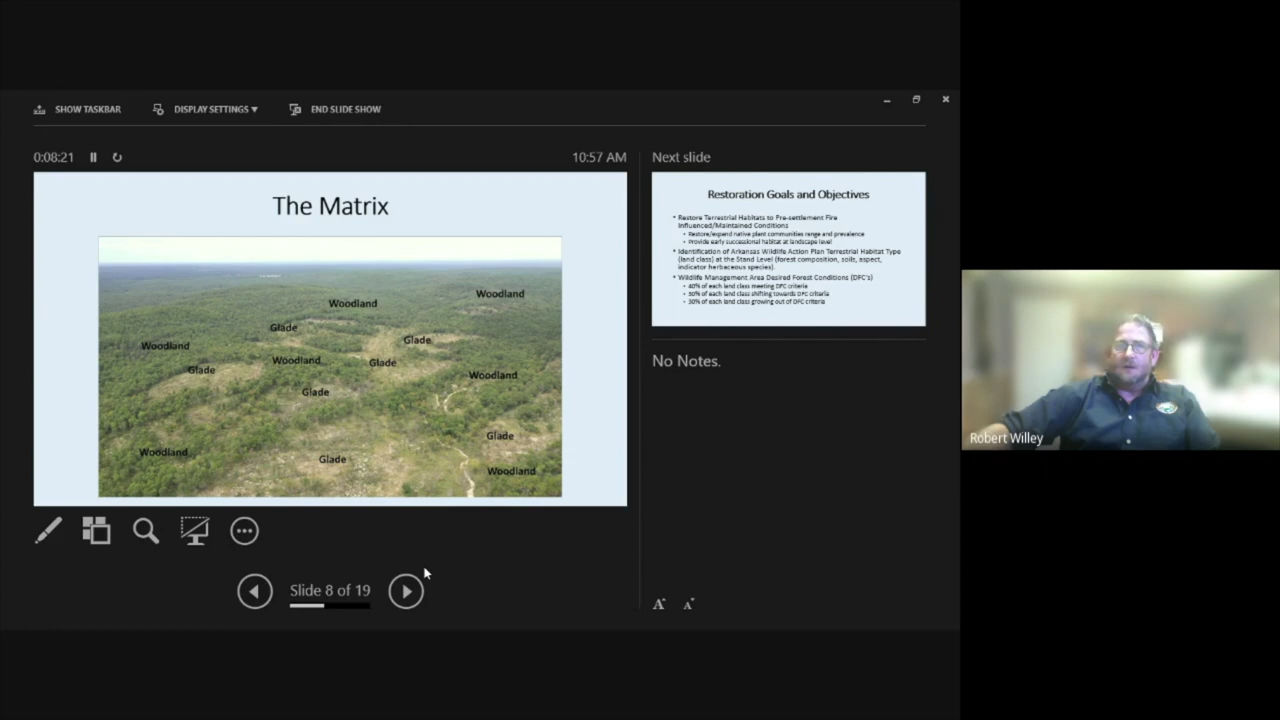 SHOW TASKBAR
DISPLAY SETTINGS
END SLIDE SHOW
0:08:21
10:57 AM
Next slide
The Matrix
Woodland
Woodland
Glade
Glade
Woodland
Woodland
Glade
Glade
Woodland
Glade
Glade
Woodland
Glade
Woodland
Restoration Goals and Objectives
• Restore Terrestrial Habitats to Pre-settlement Fire
Influenced/Maintained Conditions
• Restore/expand native plant communities range and prevalence
• Provide early successional habitat at landscape level
• Identification of Arkansas Wildlife Action Plan Terrestrial Habitat Type
(land class) at the Stand Level (forest composition, soils, aspect,
indicator herbaceous species).
• Wildlife Management Area Desired Forest Conditions (DFC's)
• 40% of each land class meeting DFC criteria
• 30% of each land class shifting towards DFC criteria
• 30% of each land class growing out of DFC criteria
No Notes.
Slide 8 of 19
A A
Robert Willey